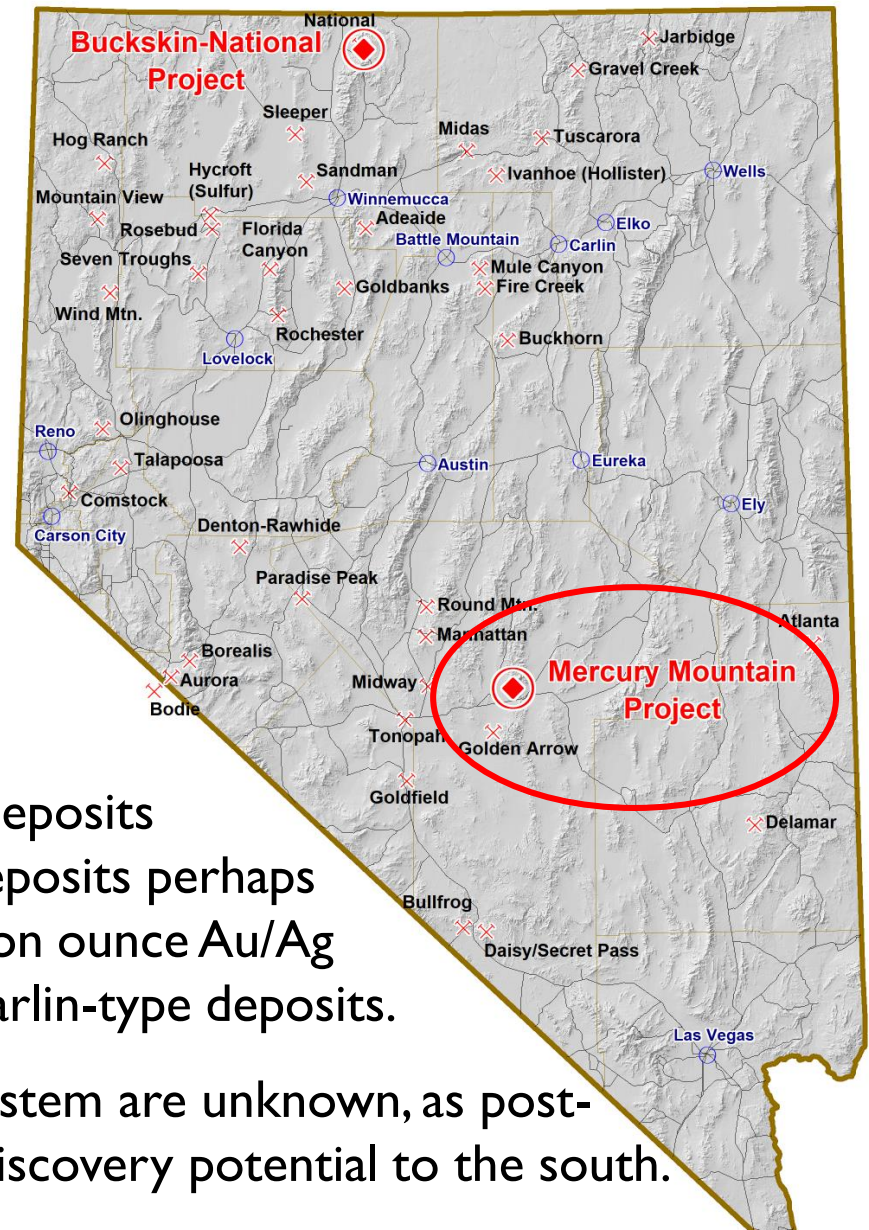 National
Buckskin-National
Project
Jarbidge
Gravel Creek
Sleeper
Midas
Tuscarora
Hog Ranch
Hycroft
(Sulfur)
Sandman
Ivanhoe (Hollister)
Wells
Mountain View
Winnemucca
Rosebud
Florida
Canyon
Adeaide
Elko
Battle Mountain
Carlin
Seven Troughs
Mule Canyon
Goldbanks
Fire Creek
Wind Mtn.
Rochester
Buckhorn
Lovelock
Olinghouse
Reno
Talapoosa
Austin
Eureka
Comstock
Ely
Carson City
Denton-Rawhide
Paradise Peak
Round Mtn.
Atlanta
Manhattan
Borealis
Aurora
Midway
Mercury Mountain
Project
Bodie
Tonopah
Golden Arrow
Goldfield
Delamar
eposits
eposits perhaps
on ounce Au/Ag
arlin-type deposits.
Bullfrog
Daisy/Secret Pass
Las Vegas
stem are unknown, as post-
iscovery potential to the south.